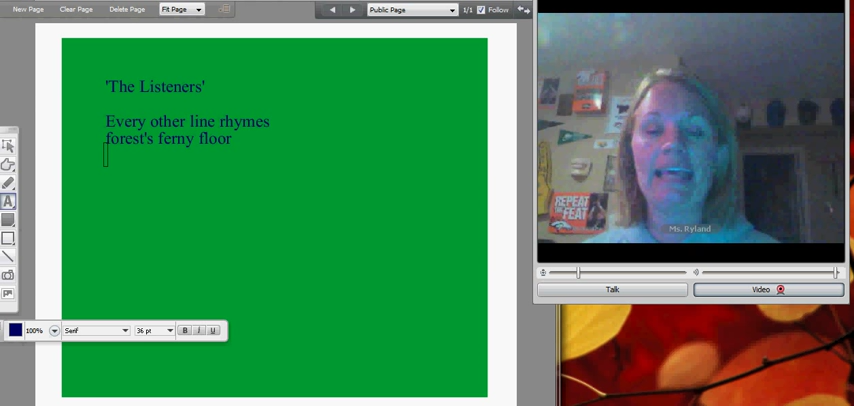 New Page Clear Page Delete Page Fit Page
Public Page 1/1 Follow
'The Listeners'
Every other line rhymes
forest's ferny floor
A
100% Serif 36 pt B i U
REPEAT
THE FEAT
Ms. Ryland
Talk Video